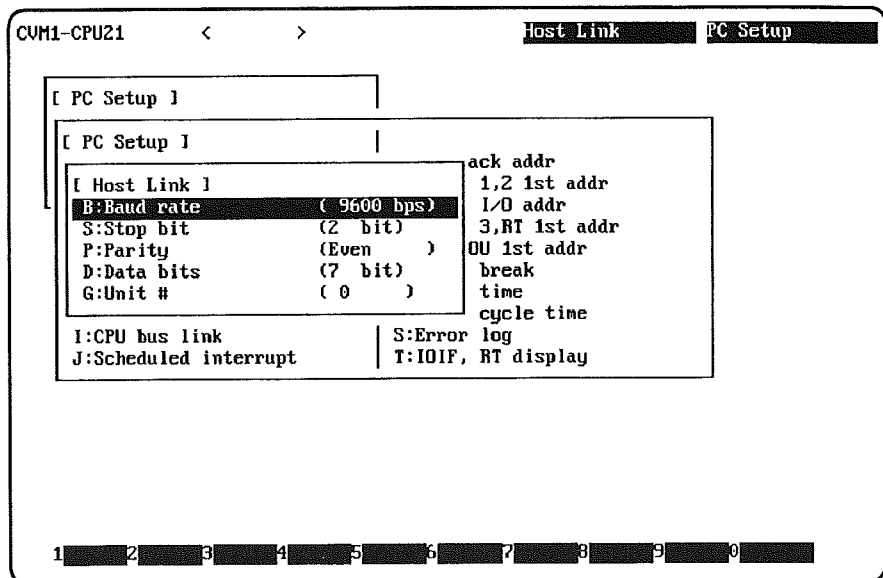 CVM1-CPU21 < > Host Link PC Setup
[ PC Setup ]
[ PC Setup ]
ack addr
[ Host Link ] 1,2 1st addr
B:Baud rate ( 9600 bps) I/O addr
S:Stop bit (2 bit) 3,RT 1st addr
P:Parity (Even ) OU 1st addr
D:Data bits (7 bit) break
G:Unit # ( 0 ) time
cycle time
I:CPU bus link S:Error log
J:Scheduled interrupt T:IOIF, RT display
1 2 3 4 5 6 7 8 9 0